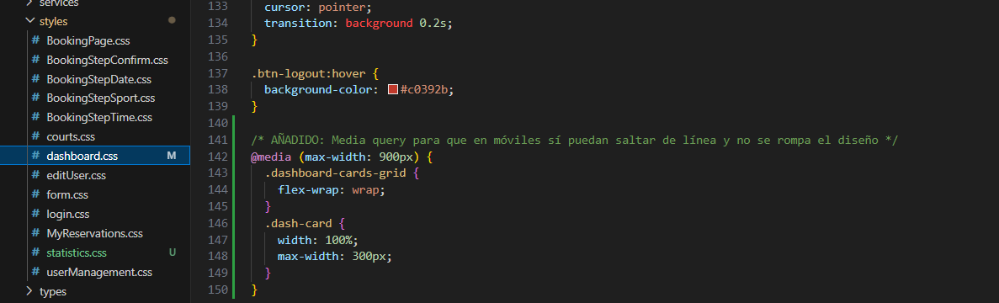 services
styles
BookingPage.css
BookingStepConfirm.css
BookingStepDate.css
BookingStepSport.css
BookingStepTime.css
courts.css
dashboard.css M
editUser.css
form.css
login.css
MyReservations.css
statistics.css U
userManagement.css
types
133 cursor: pointer;
134 transition: background 0.2s;
135 }
136
137 .btn-logout:hover {
138 background-color: #c0392b;
139 }
140
141 /* AÑADIDO: Media query para que en móviles sí puedan saltar de línea y no se rompa el diseño */
142 @media (max-width: 900px) {
143 .dashboard-cards-grid {
144 flex-wrap: wrap;
145 }
146 .dash-card {
147 width: 100%;
148 max-width: 300px;
149 }
150 }